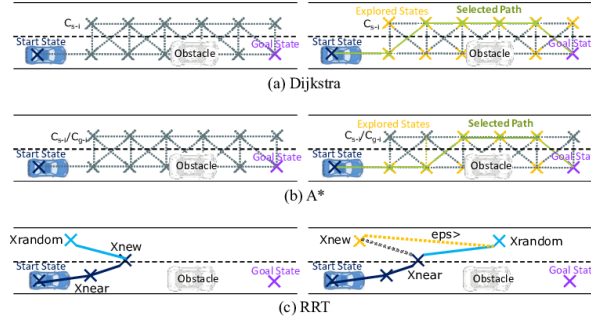 Explored States
Selected Path
Cs-i
Cs-i
Start State
Obstacle
Goal State
Start State
Obstacle
Goal State
(a) Dijkstra
Explored States
Selected Path
Cs-i/Cg-i
Cs-i/Cg-i
Start State
Obstacle
Goal State
Start State
Obstacle
Goal State
(b) A*
Xrandom
Xnew
Xnew
eps>
Xrandom
Start State
Xnear
Obstacle
Goal State
Start State
Xnear
Obstacle
Goal State
(c) RRT